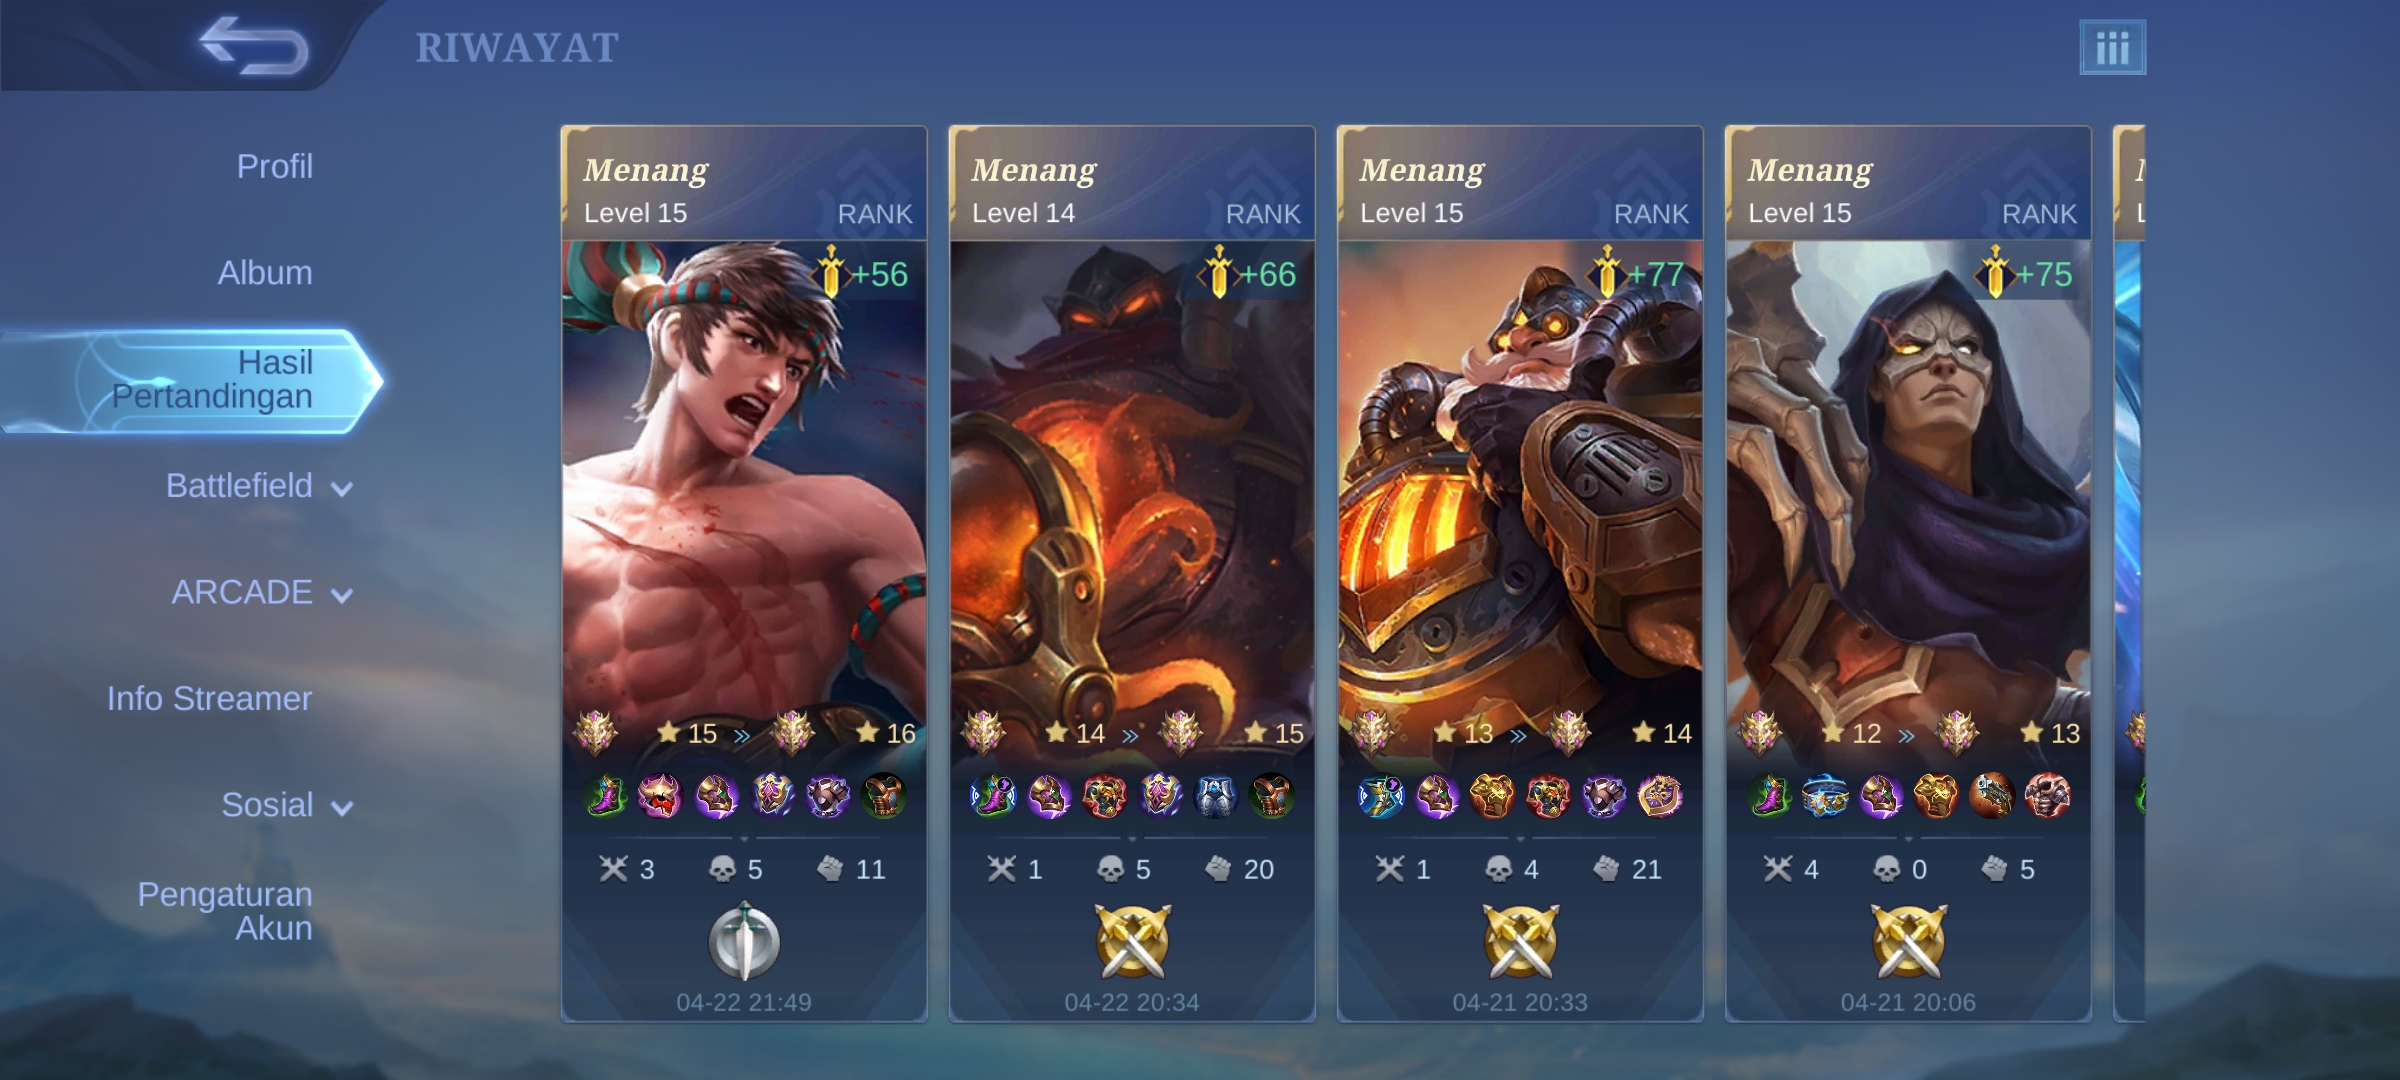 RIWAYAT
Profil
Album
Hasil
Pertandingan
Battlefield
ARCADE
Info Streamer
Sosial
Pengaturan
Akun
Menang
Level 15 RANK
+56
15 » 16
3 5 11
04-22 21:49
Menang
Level 14 RANK
+66
14 » 15
1 5 20
04-22 20:34
Menang
Level 15 RANK
+77
13 » 14
1 4 21
04-21 20:33
Menang
Level 15 RANK
+75
12 » 13
4 0 5
04-21 20:06